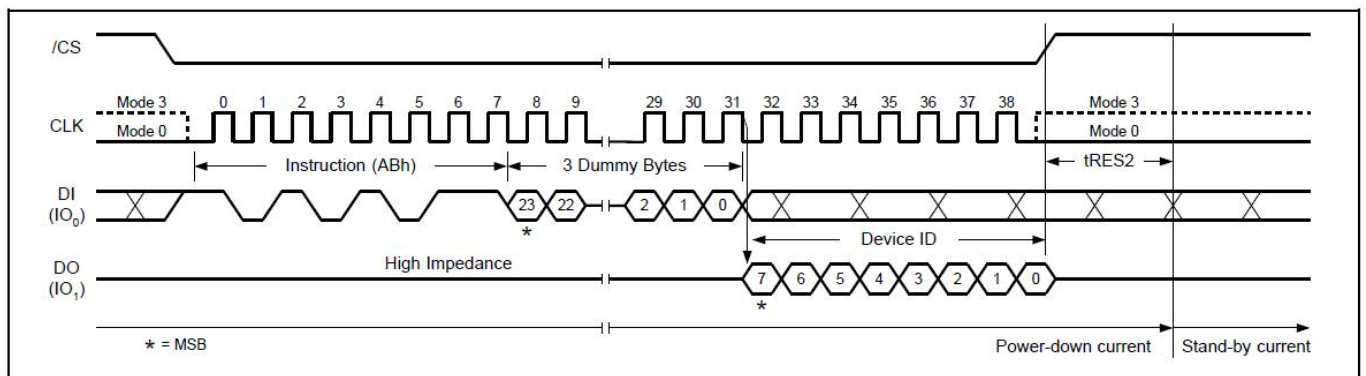 /CS
Mode 3 0 1 2 3 4 5 6 7 8 9 29 30 31 32 33 34 35 36 37 38 Mode 3
CLK Mode 0 Mode 0
Instruction (ABh) 3 Dummy Bytes tRES2
DI
(IO0) 23 22 2 1 0
* Device ID
DO High Impedance
(IO1) 7 6 5 4 3 2 1 0
*
* = MSB Power-down current Stand-by current